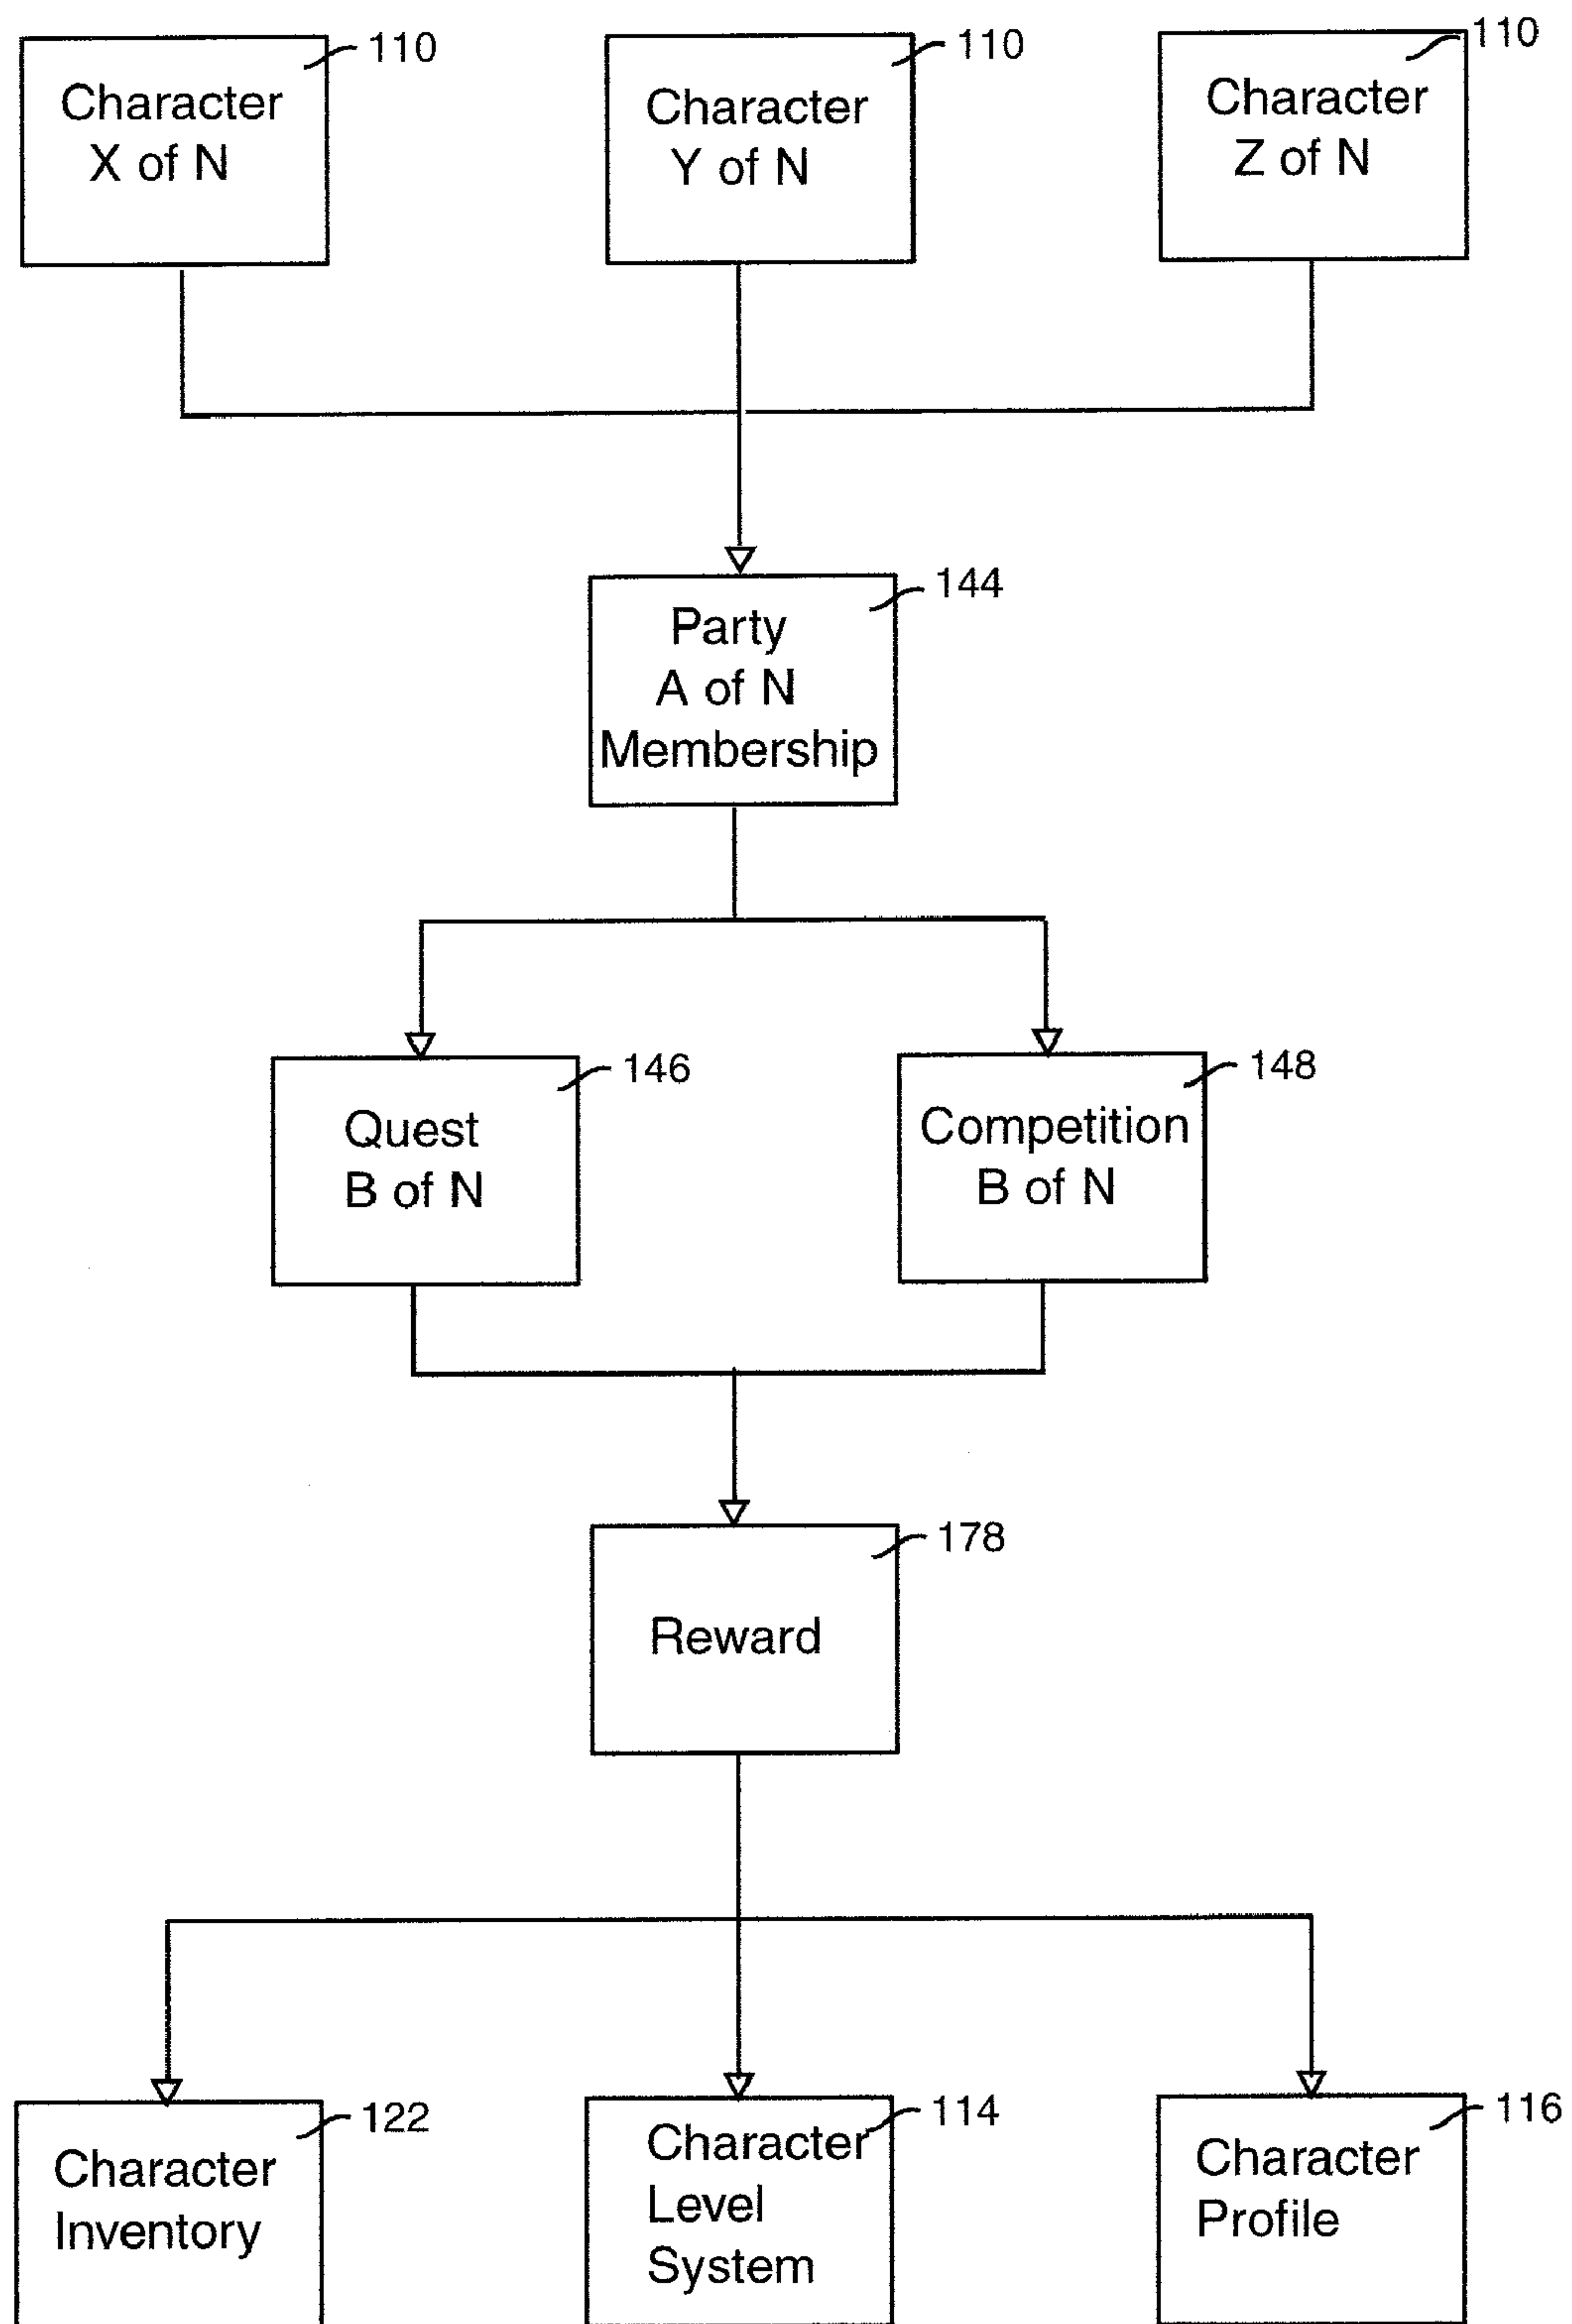 110
Character
X of N
110
Character
Y of N
110
Character
Z of N
144
Party
A of N
Membership
146
Quest
B of N
148
Competition
B of N
178
Reward
122
Character
Inventory
114
Character
Level
System
116
Character
Profile